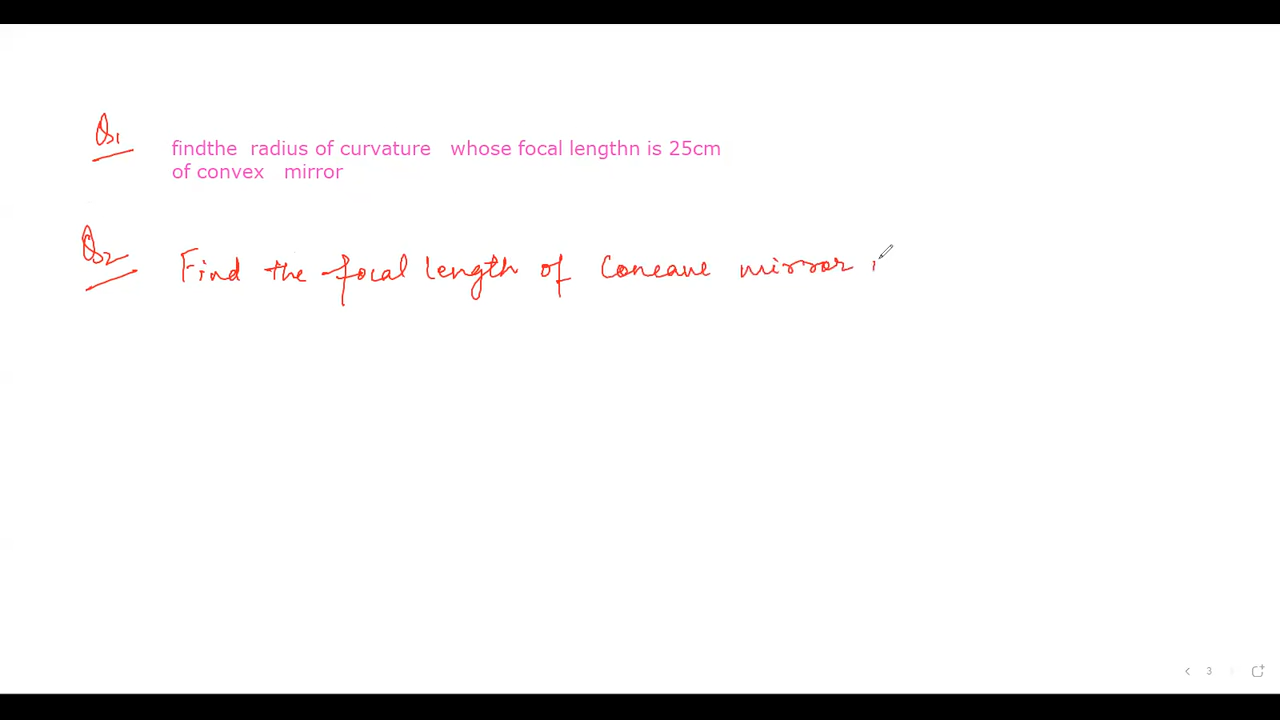 Q1
findthe radius of curvature whose focal lengthn is 25cm
of convex mirror
Q2 Find the focal length of Concave mirror i
3